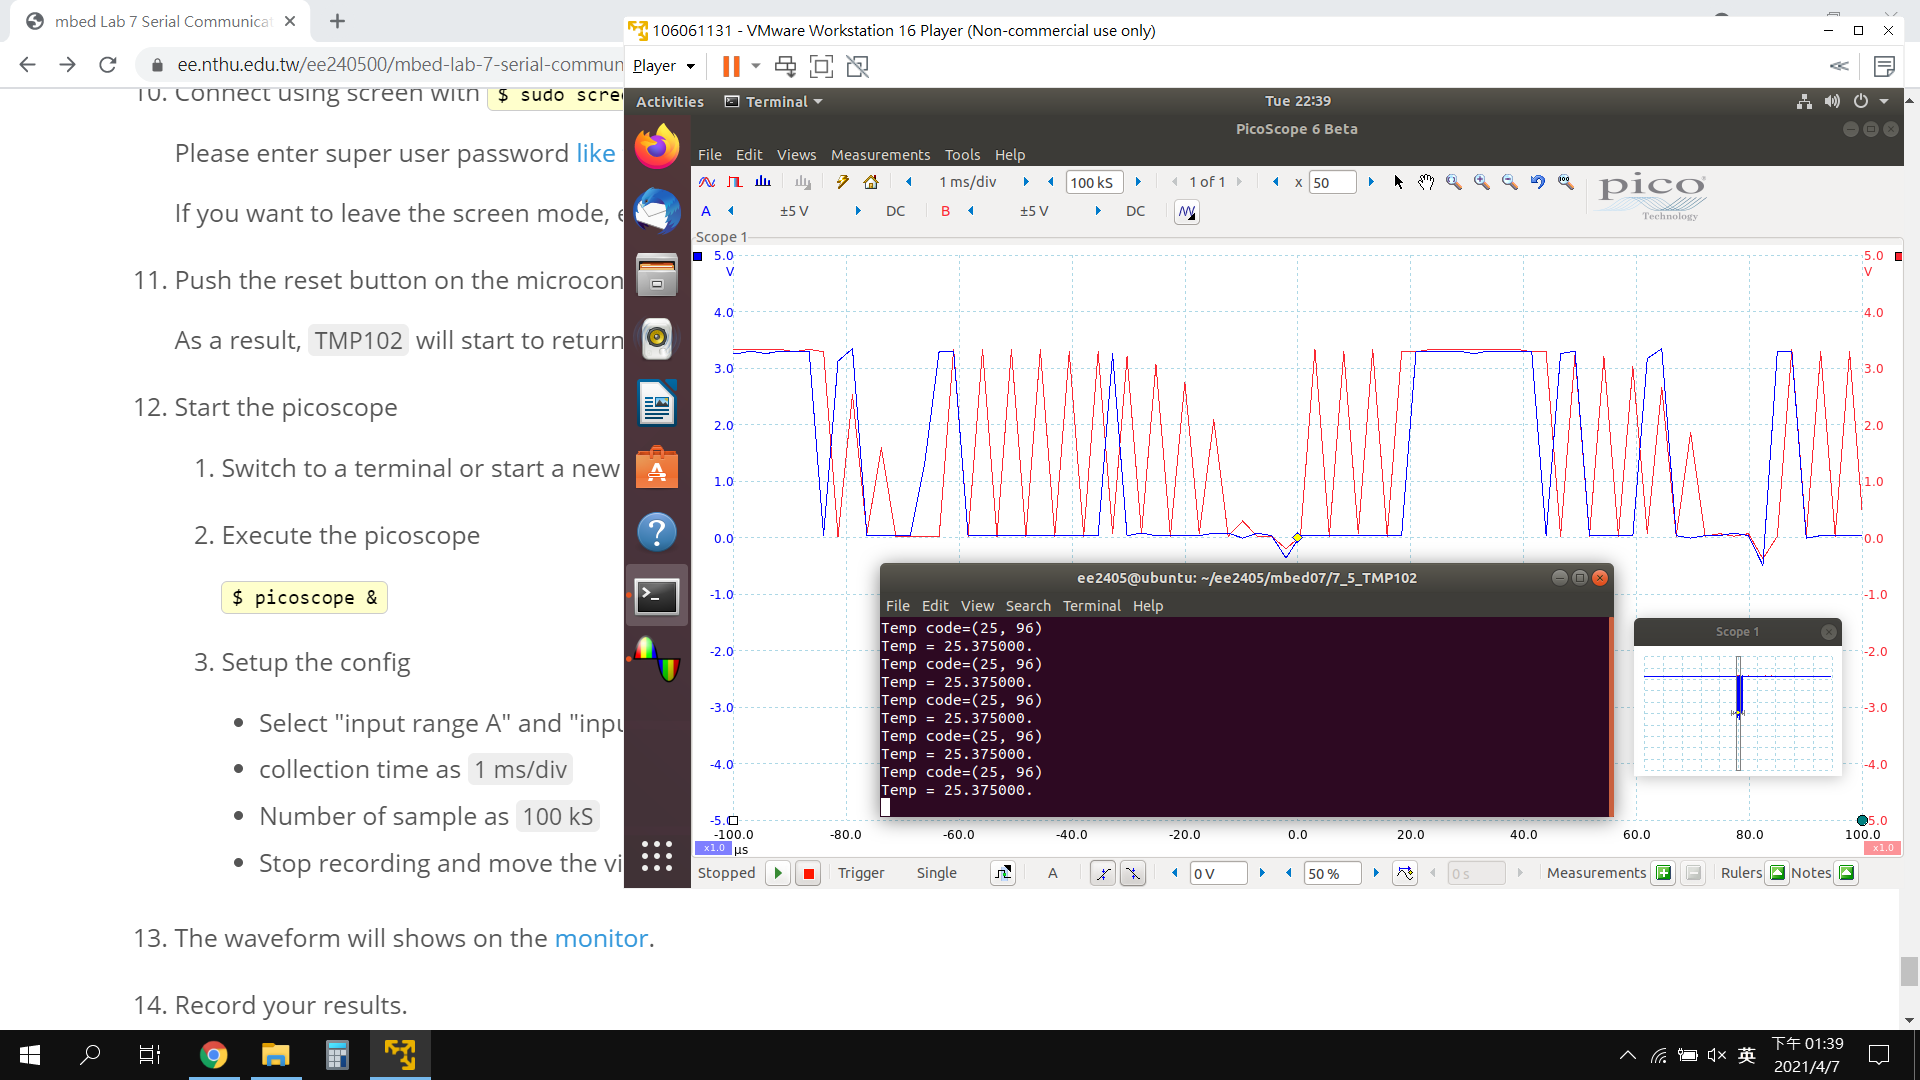 mbed Lab 7 Serial Communicat
106061131 - VMware Workstation 16 Player (Non-commercial use only)
ee.nthu.edu.tw/ee240500/mbed-lab-7-serial-commun
Player
10. Connect using screen with $ sudo scree
Please enter super user password like
If you want to leave the screen mode, e
11. Push the reset button on the microcon
As a result, TMP102 will start to return
12. Start the picoscope
1. Switch to a terminal or start a new
2. Execute the picoscope
$ picoscope &
3. Setup the config
Select "input range A" and "inpu
collection time as 1 ms/div
Number of sample as 100 kS
Stop recording and move the vi
13. The waveform will shows on the monitor.
14. Record your results.
Activities Terminal Tue 22:39
PicoScope 6 Beta
File Edit Views Measurements Tools Help
1 ms/div 100 kS 1 of 1 x 50
pico
Technology
A ±5 V DC B ±5 V DC
Scope 1
5.0 5.0
V V
4.0 4.0
3.0 3.0
2.0 2.0
1.0 1.0
0.0 0.0
-1.0 -1.0
-2.0 -2.0
-3.0 -3.0
-4.0 -4.0
-5.0 5.0
-100.0 -80.0 -60.0 -40.0 -20.0 0.0 20.0 40.0 60.0 80.0 100.0
x1.0 µs x1.0
ee2405@ubuntu: ~/ee2405/mbed07/7_5_TMP102
File Edit View Search Terminal Help
Temp code=(25, 96)
Temp = 25.375000.
Temp code=(25, 96)
Temp = 25.375000.
Temp code=(25, 96)
Temp = 25.375000.
Temp code=(25, 96)
Temp = 25.375000.
Temp code=(25, 96)
Temp = 25.375000.
Scope 1
Stopped Trigger Single A 0 V 50 % 0 s Measurements Rulers Notes
英
下午 01:39
2021/4/7